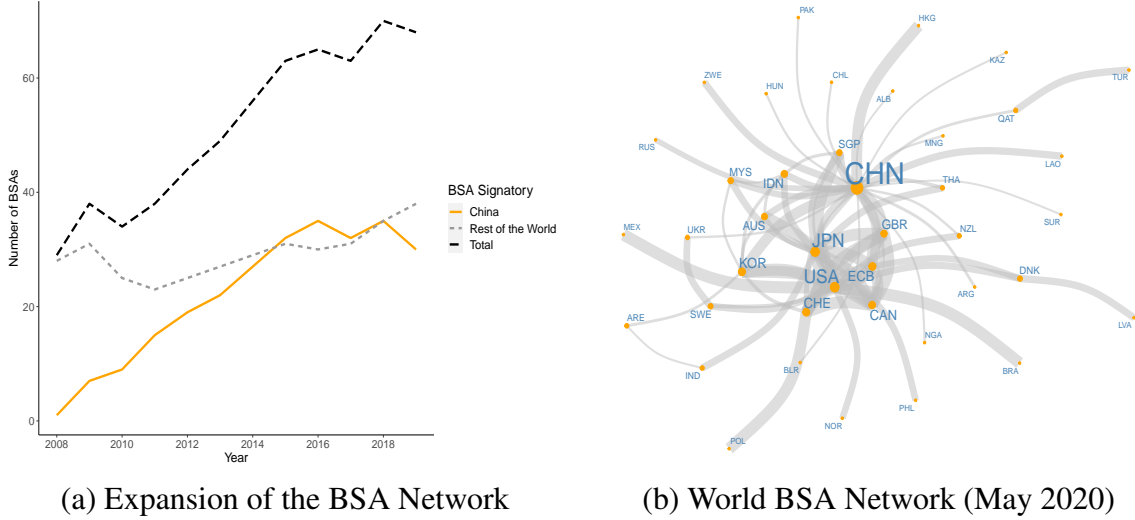 Number of BSAs
60
40
20
0
2008 2010 2012 2014 2016 2018
Year
BSA Signatory
China
Rest of the World
Total
(a) Expansion of the BSA Network
PAK
HKG
KAZ
TUR
ZWE
HUN
CHL
ALB
QAT
RUS
SGP
MNG
LAO
MYS
IDN
CHN
THA
MEX
UKR
AUS
JPN
GBR
NZL
SUR
KOR
USA
ECB
DNK
ARE
SWE
CHE
CAN
ARG
LVA
IND
BLR
NGA
BRA
POL
NOR
PHL
(b) World BSA Network (May 2020)